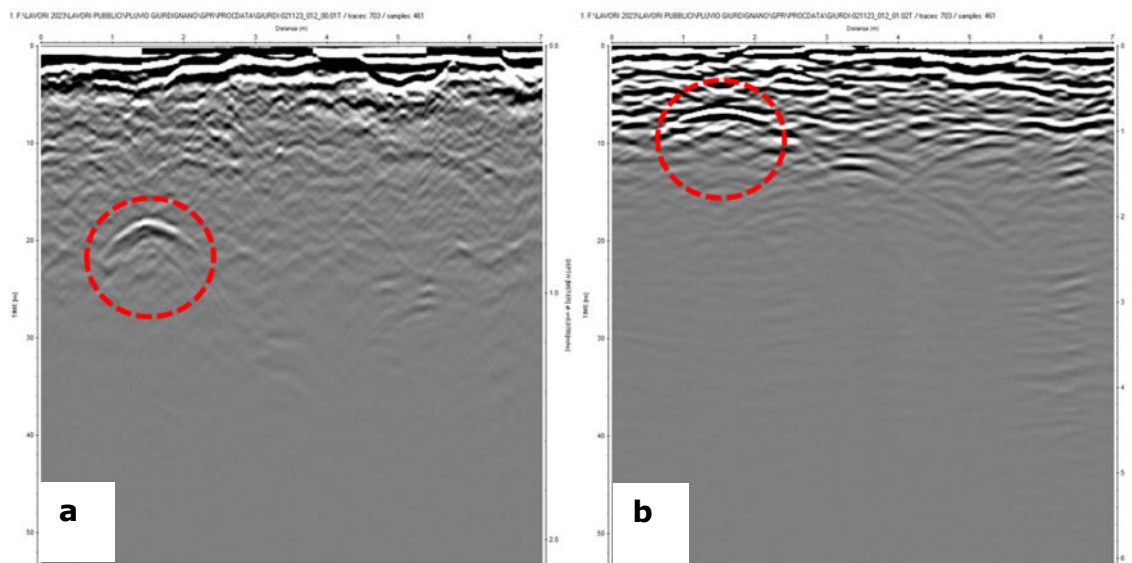 1. F:\LAVORI 2023\LAVORI PUBBLICI\PLUVIO GIURDIGNANO\GPR\PROCDATA\GIURDI-021123_012_00.01T / traces: 703 / samples: 461
Distance (m)
0 1 2 3 4 5 6 7
0
10
20
30
40
50
TIME [ns]
0.0
1.0
2.0
a
1. F:\LAVORI 2023\LAVORI PUBBLICI\PLUVIO GIURDIGNANO\GPR\PROCDATA\GIURDI-021123_012_01.02T / traces: 703 / samples: 461
Distance (m)
0 1 2 3 4 5 6 7
0
10
20
30
40
50
TIME [ns]
0.0
1
2
3
4
5
6
b